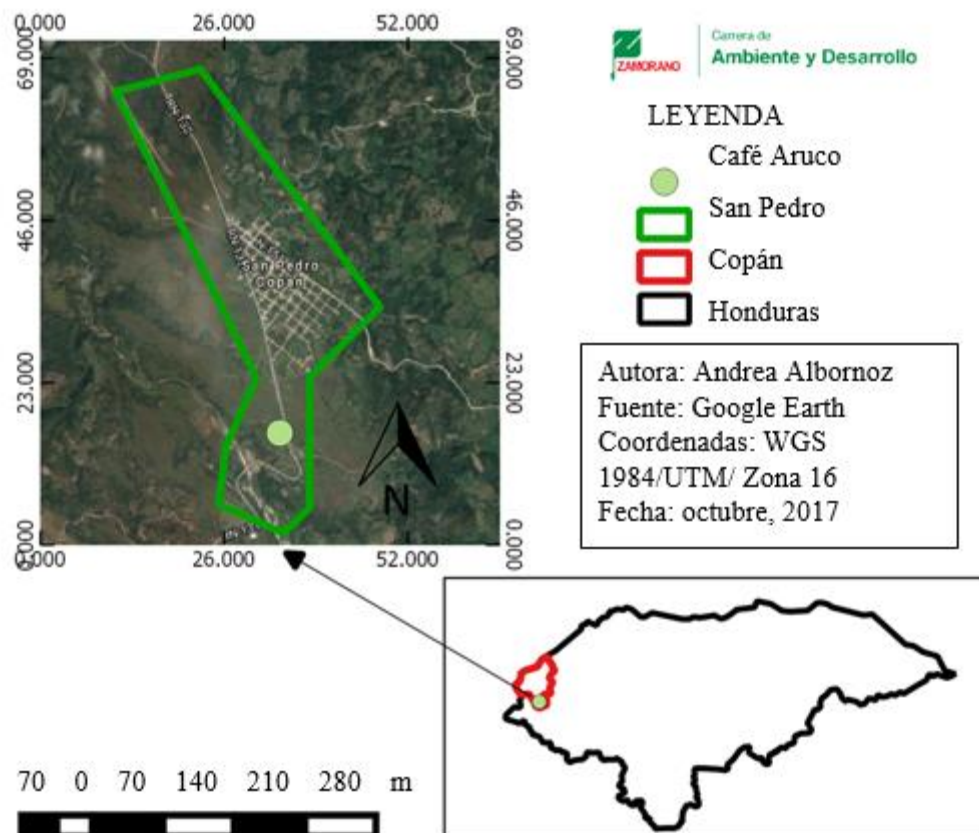 0.000 26.000 52.000
69.000 69.000
46.000 46.000
23.000 23.000
0.000 0.000
0.000 26.000 52.000
San Pedro
Copán
N
ZAMORANO
Carrera de
Ambiente y Desarrollo
LEYENDA
Café Aruco
San Pedro
Copán
Honduras
Autora: Andrea Albornoz
Fuente: Google Earth
Coordenadas: WGS
1984/UTM/ Zona 16
Fecha: octubre, 2017
70 0 70 140 210 280 m